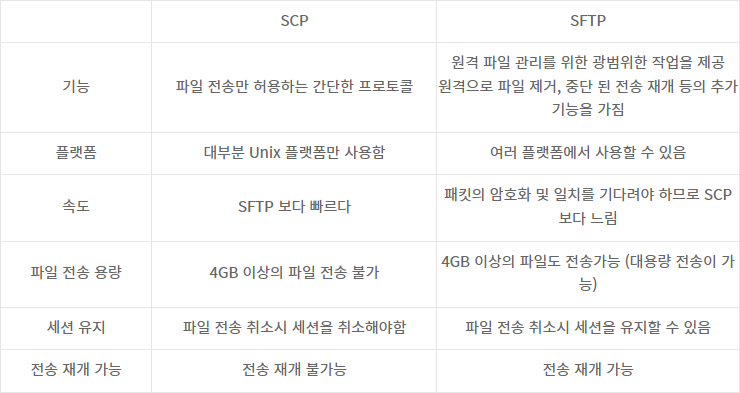 SCP SFTP
기능 파일 전송만 허용하는 간단한 프로토콜 원격 파일 관리를 위한 광범위한 작업을 제공
원격으로 파일 제거, 중단 된 전송 재개 등의 추가
기능을 가짐
플랫폼 대부분 Unix 플랫폼만 사용함 여러 플랫폼에서 사용할 수 있음
속도 SFTP 보다 빠르다 패킷의 암호화 및 일치를 기다려야 하므로 SCP
보다 느림
파일 전송 용량 4GB 이상의 파일 전송 불가 4GB 이상의 파일도 전송가능 (대용량 전송이 가
능)
세션 유지 파일 전송 취소시 세션을 취소해야함 파일 전송 취소시 세션을 유지할 수 있음
전송 재개 가능 전송 재개 불가능 전송 재개 가능